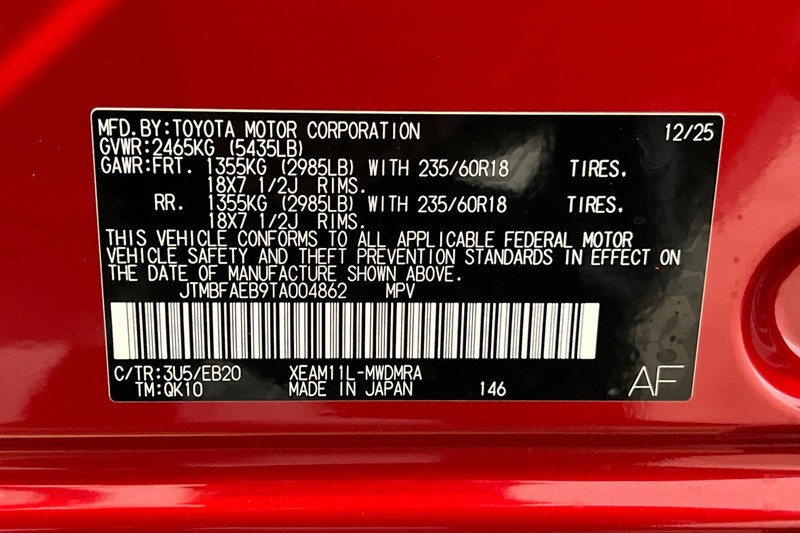 MFD.BY:TOYOTA MOTOR CORPORATION 12/25
GVWR:2465KG (5435LB)
GAWR:FRT. 1355KG (2985LB) WITH 235/60R18 TIRES.
18X7 1/2J RIMS.
RR. 1355KG (2985LB) WITH 235/60R18 TIRES.
18X7 1/2J RIMS.
THIS VEHICLE CONFORMS TO ALL APPLICABLE FEDERAL MOTOR
VEHICLE SAFETY AND THEFT PREVENTION STANDARDS IN EFFECT ON
THE DATE OF MANUFACTURE SHOWN ABOVE.
JTMBFAEB9TA004862 MPV
C/TR:3U5/EB20 XEAM11L-MWDMRA
TM:QK10 MADE IN JAPAN 146 AF